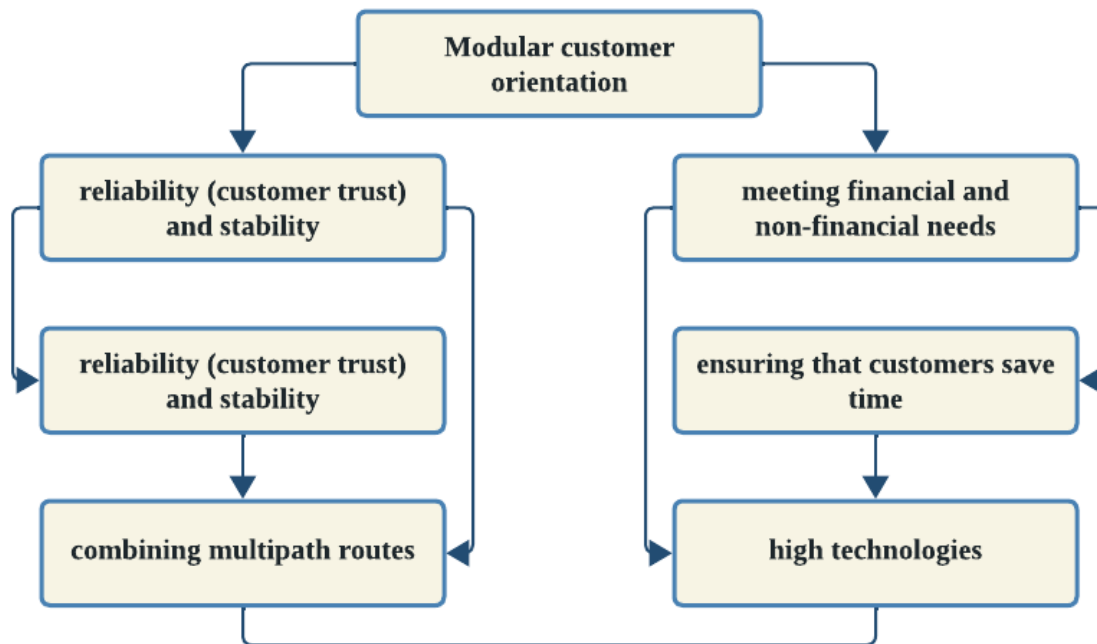 Modular customer
orientation
reliability (customer trust)
and stability
meeting financial and
non-financial needs
reliability (customer trust)
and stability
ensuring that customers save
time
combining multipath routes
high technologies